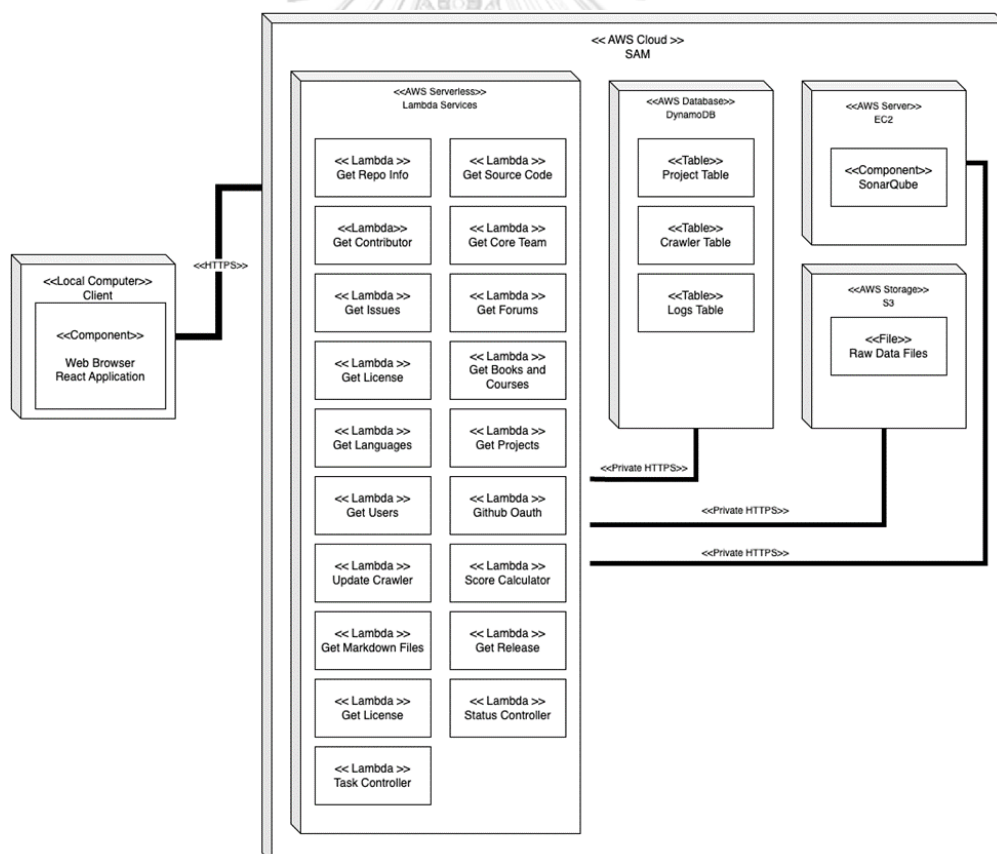 << AWS Cloud >>
SAM
<<AWS Serverless>>
Lambda Services
<< Lambda >>
Get Repo Info
<< Lambda >>
Get Source Code
<<Lambda>>
Get Contributor
<< Lambda >>
Get Core Team
<< Lambda >>
Get Issues
<< Lambda >>
Get Forums
<< Lambda >>
Get License
<< Lambda >>
Get Books and
Courses
<< Lambda >>
Get Languages
<< Lambda >>
Get Projects
<< Lambda >>
Get Users
<< Lambda >>
Github Oauth
<< Lambda >>
Update Crawler
<< Lambda >>
Score Calculator
<< Lambda >>
Get Markdown Files
<< Lambda >>
Get Release
<< Lambda >>
Get License
<< Lambda >>
Status Controller
<< Lambda >>
Task Controller
<<AWS Database>>
DynamoDB
<<Table>>
Project Table
<<Table>>
Crawler Table
<<Table>>
Logs Table
<<AWS Server>>
EC2
<<Component>>
SonarQube
<<AWS Storage>>
S3
<<File>>
Raw Data Files
<<HTTPS>>
<<Local Computer>>
Client
<<Component>>
Web Browser
React Application
<<Private HTTPS>>
<<Private HTTPS>>
<<Private HTTPS>>